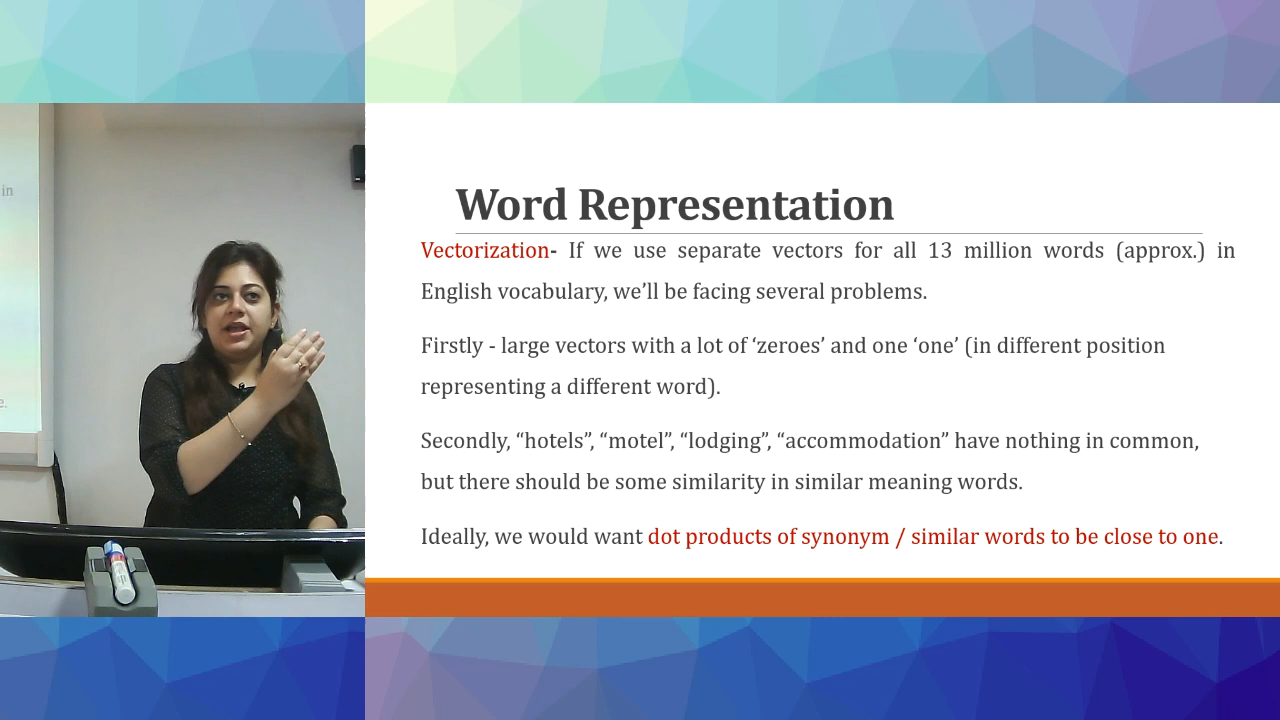 in
e.
Word Representation
Vectorization- If we use separate vectors for all 13 million words (approx.) in
English vocabulary, we’ll be facing several problems.
Firstly - large vectors with a lot of ‘zeroes’ and one ‘one’ (in different position
representing a different word).
Secondly, “hotels”, “motel”, “lodging”, “accommodation” have nothing in common,
but there should be some similarity in similar meaning words.
Ideally, we would want dot products of synonym / similar words to be close to one.